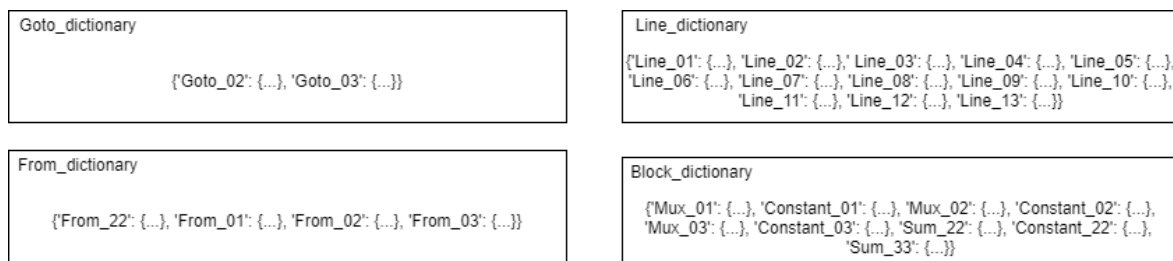 Goto_dictionary
{'Goto_02': {...}, 'Goto_03': {...}}
Line_dictionary
{'Line_01': {...}, 'Line_02': {...},' Line_03': {...}, 'Line_04': {...}, 'Line_05': {...},
'Line_06': {...}, 'Line_07': {...}, 'Line_08': {...}, 'Line_09': {...}, 'Line_10': {...},
'Line_11': {...}, 'Line_12': {...}, 'Line_13': {...}}
From_dictionary
{'From_22': {...}, 'From_01': {...}, 'From_02': {...}, 'From_03': {...}}
Block_dictionary
{'Mux_01': {...}, 'Constant_01': {...}, 'Mux_02': {...}, 'Constant_02': {...},
'Mux_03': {...}, 'Constant_03': {...}, 'Sum_22': {...}, 'Constant_22': {...},
'Sum_33': {...}}